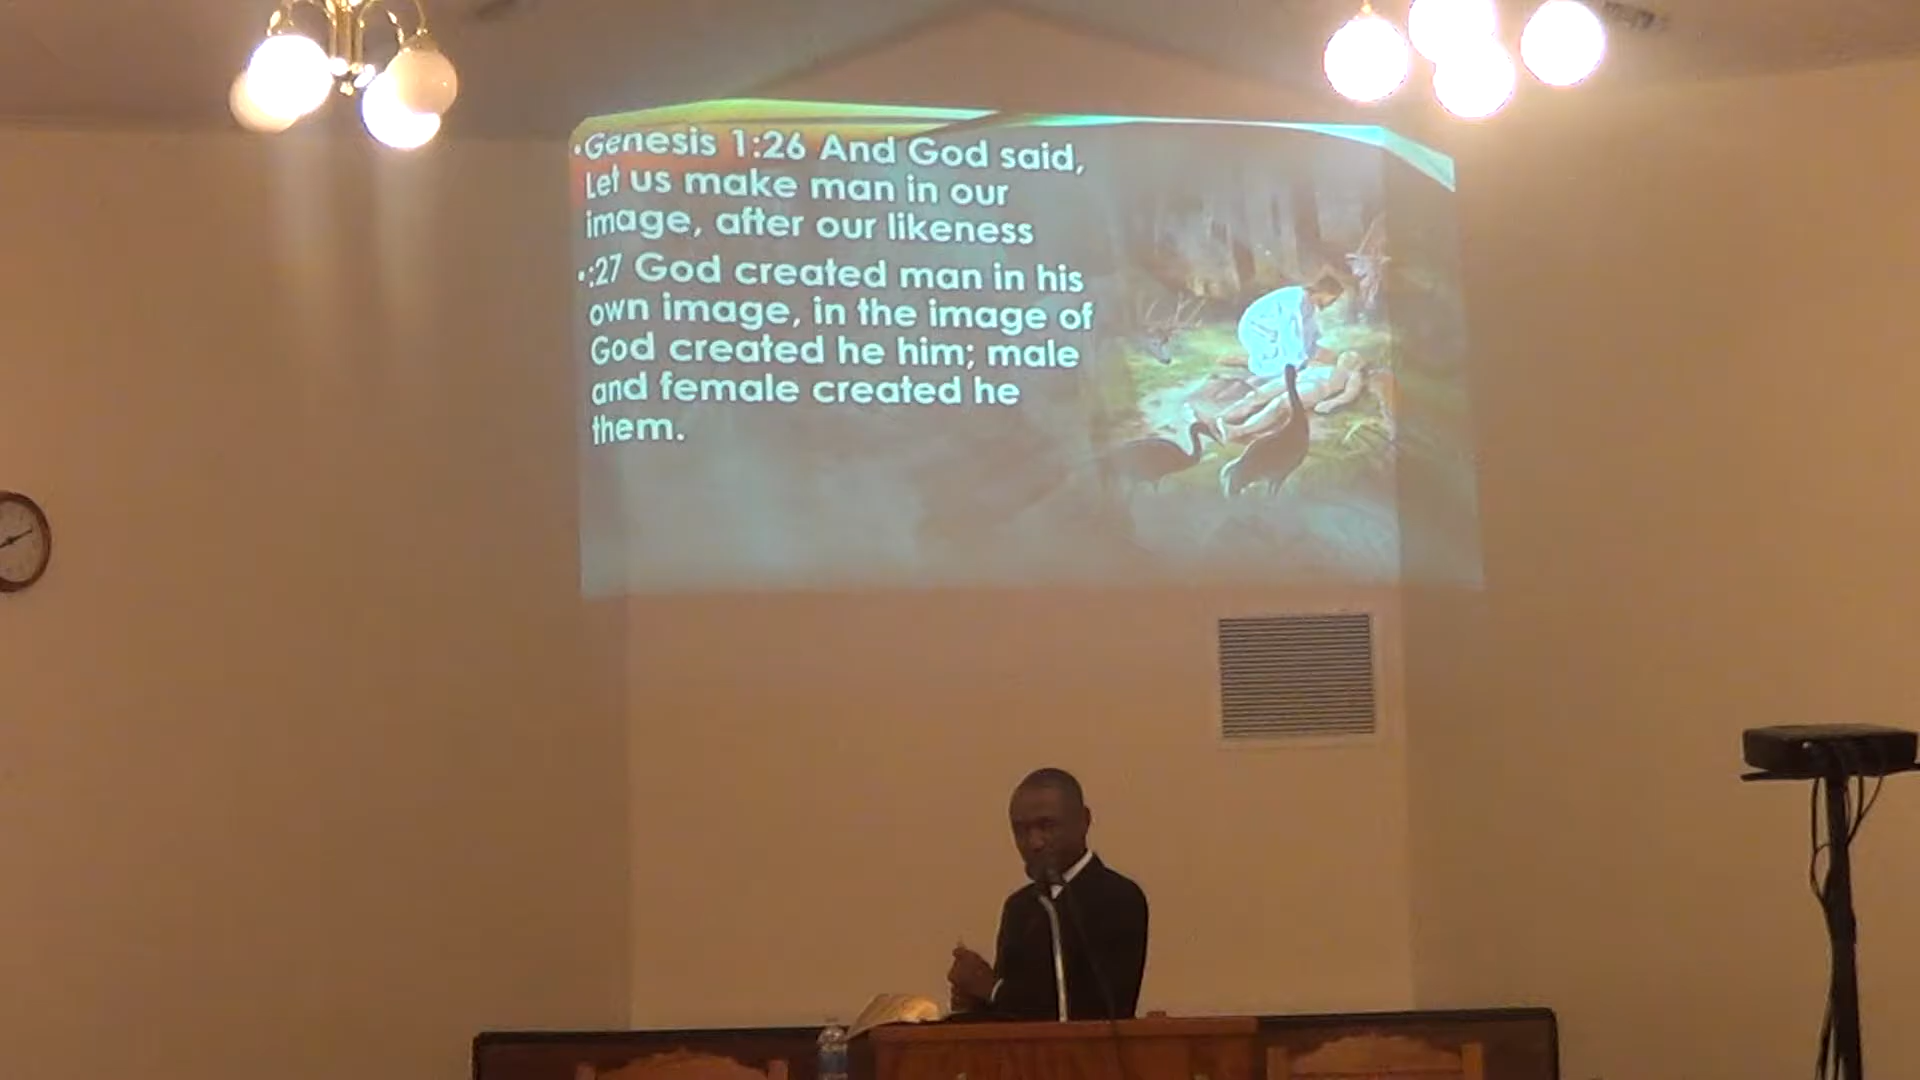 •Genesis 1:26 And God said,
Let us make man in our
image, after our likeness
•:27 God created man in his
own image, in the image of
God created he him; male
and female created he
them.